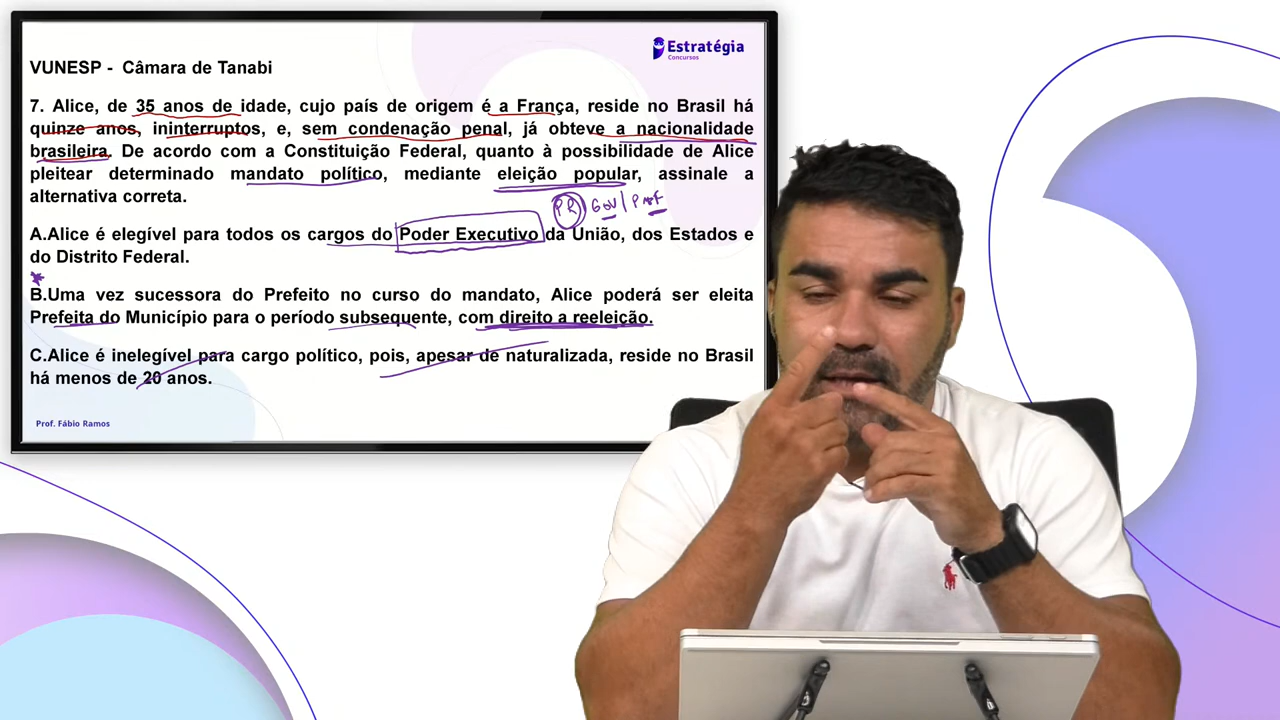 Estratégia
Concursos
VUNESP - Câmara de Tanabi
7. Alice, de 35 anos de idade, cujo país de origem é a França, reside no Brasil há
quinze anos, ininterruptos, e, sem condenação penal, já obteve a nacionalidade
brasileira. De acordo com a Constituição Federal, quanto à possibilidade de Alice
pleitear determinado mandato político, mediante eleição popular, assinale a
alternativa correta.
PR GOV / Pref
A.Alice é elegível para todos os cargos do Poder Executivo da União, dos Estados e
do Distrito Federal.
B.Uma vez sucessora do Prefeito no curso do mandato, Alice poderá ser eleita
Prefeita do Município para o período subsequente, com direito a reeleição.
C.Alice é inelegível para cargo político, pois, apesar de naturalizada, reside no Brasil
há menos de 20 anos.
Prof. Fábio Ramos